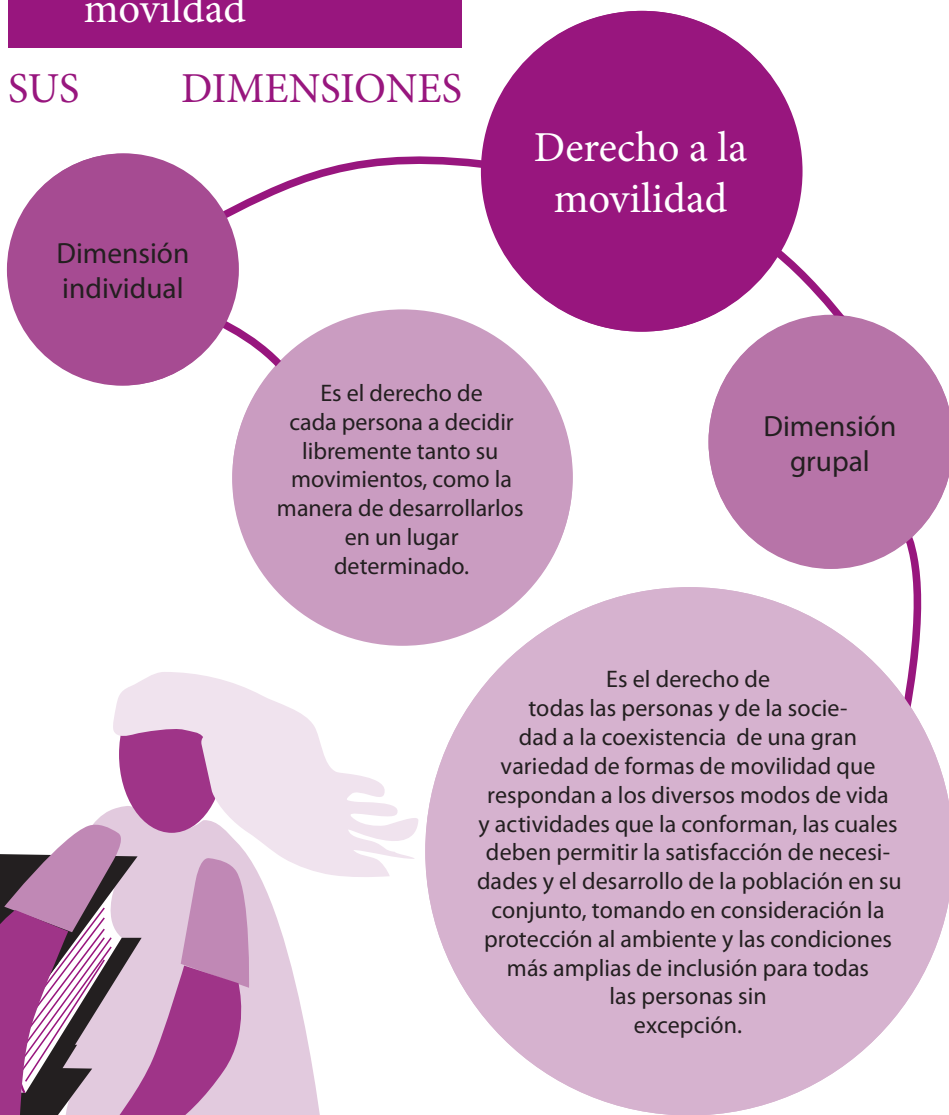 movildad
SUS DIMENSIONES
Derecho a la
movilidad
Dimensión
individual
Es el derecho de
cada persona a decidir
libremente tanto su
movimientos, como la
manera de desarrollarlos
en un lugar
determinado.
Dimensión
grupal
Es el derecho de
todas las personas y de la socie-
dad a la coexistencia de una gran
variedad de formas de movilidad que
respondan a los diversos modos de vida
y actividades que la conforman, las cuales
deben permitir la satisfacción de necesi-
dades y el desarrollo de la población en su
conjunto, tomando en consideración la
protección al ambiente y las condiciones
más amplias de inclusión para todas
las personas sin
excepción.